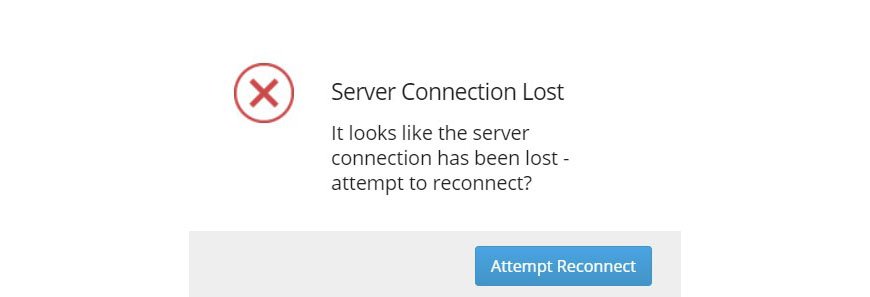 Server Connection Lost
It looks like the server
connection has been lost -
attempt to reconnect?
Attempt Reconnect